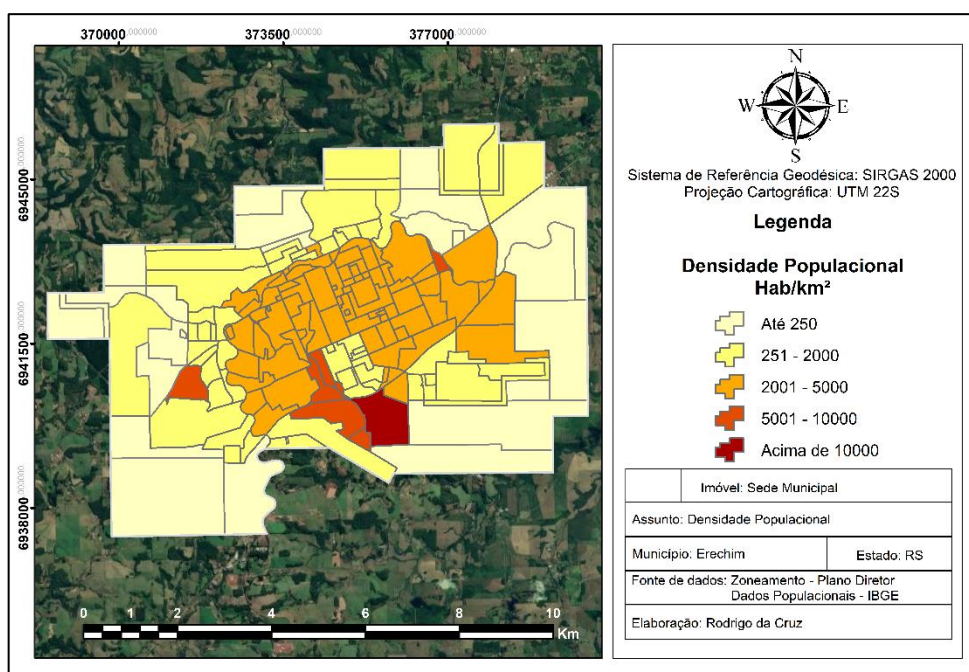 370000,000000 373500,000000 377000,000000
6945000,000000
6941500,000000
6938000,000000
0 2 4 6 8 10
Km
N
W E
S
Sistema de Referência Geodésica: SIRGAS 2000
Projeção Cartográfica: UTM 22S
Legenda
Densidade Populacional
Hab/km²
Até 250
251 - 2000
2001 - 5000
5001 - 10000
Acima de 10000
Imóvel: Sede Municipal
Assunto: Densidade Populacional
Município: Erechim Estado: RS
Fonte de dados: Zoneamento - Plano Diretor
Dados Populacionais - IBGE
Elaboração: Rodrigo da Cruz